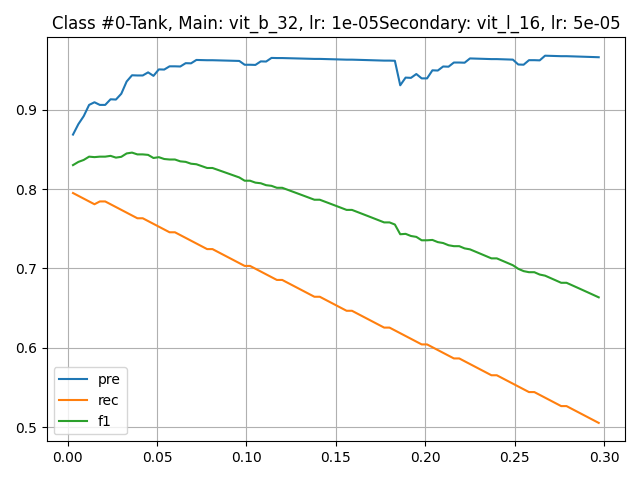 Class #0-Tank, Main: vit_b_32, lr: 1e-05Secondary: vit_l_16, lr: 5e-05
0.9
0.8
0.7
0.6
0.5
pre
rec
f1
0.00 0.05 0.10 0.15 0.20 0.25 0.30